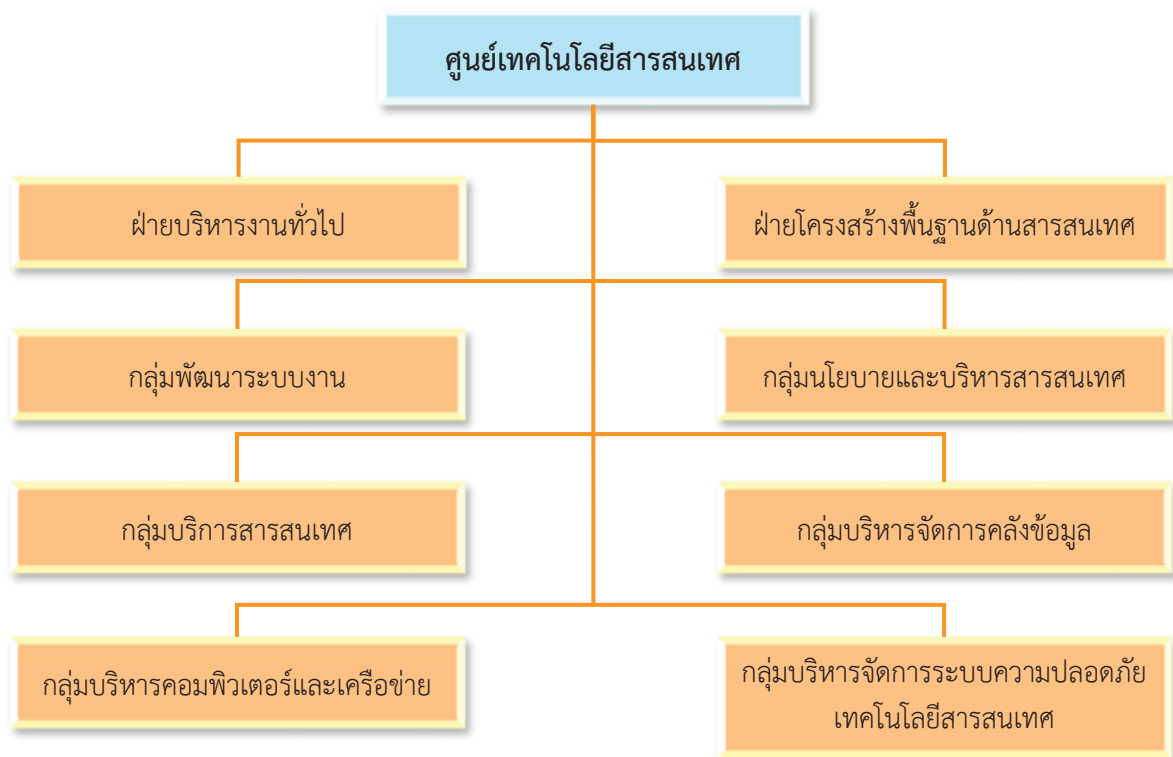 ศูนย์เทคโนโลยีสารสนเทศ
ฝ่ายบริหารงานทั่วไป
ฝ่ายโครงสร้างพื้นฐานด้านสารสนเทศ
กลุ่มพัฒนาระบบงาน
กลุ่มนโยบายและบริหารสารสนเทศ
กลุ่มบริการสารสนเทศ
กลุ่มบริหารจัดการคลังข้อมูล
กลุ่มบริหารคอมพิวเตอร์และเครือข่าย
กลุ่มบริหารจัดการระบบความปลอดภัย
เทคโนโลยีสารสนเทศ